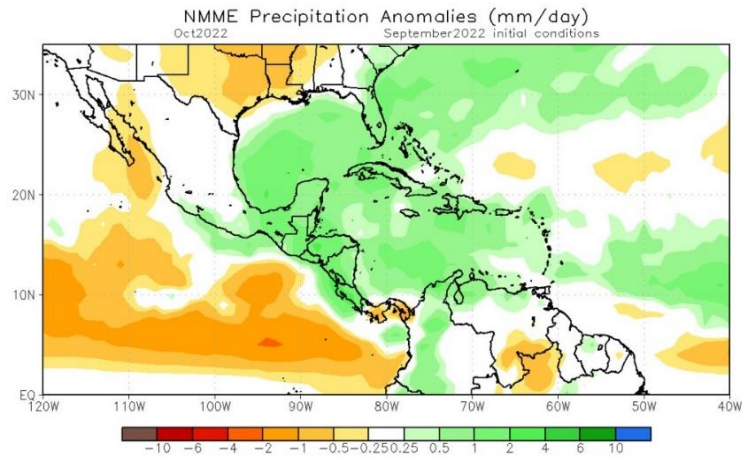 NMME Precipitation Anomalies (mm/day)
Oct2022 September2022 initial conditions
30N
20N
10N
EQ
120W 110W 100W 90W 80W 70W 60W 50W 40W
-10 -6 -4 -2 -1 -0.5-0.25 0.25 0.5 1 2 4 6 10